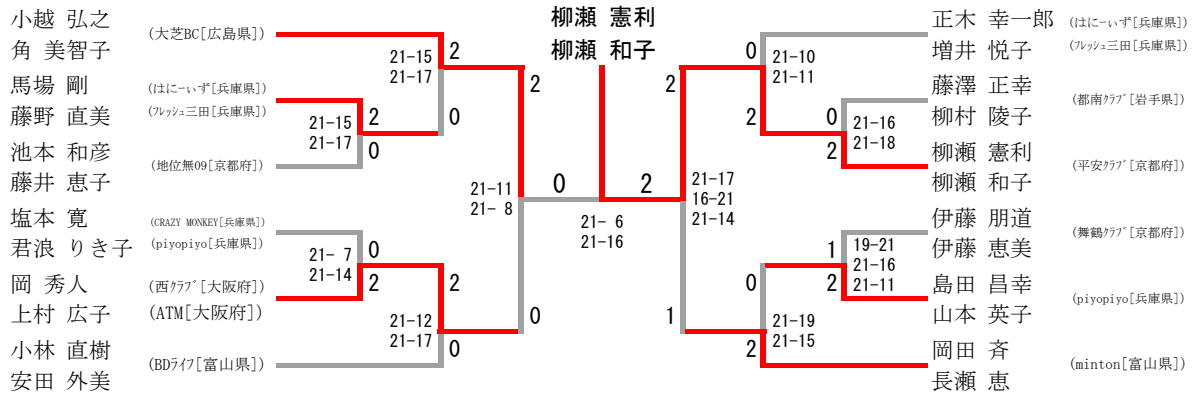 柳瀬 憲利
柳瀬 和子
小越 弘之
角 美智子
(大芝BC[広島県])
馬場 剛
(はにーいず[兵庫県])
藤野 直美
(フレッシュ三田[兵庫県])
池本 和彦
藤井 恵子
(地位無09[京都府])
塩本 寛
(CRAZY MONKEY[兵庫県])
君浪 りき子
(piyopiyo[兵庫県])
岡 秀人
(西クラブ[大阪府])
上村 広子
(ATM[大阪府])
小林 直樹
安田 外美
(BDライフ[富山県])
21-15
21-17
2
0
21-15
21-17
2
0
21- 7
21-14
0
2
21-12
21-17
2
0
21-11
21- 8
2
0
0
2
21- 6
21-16
21-17
16-21
21-14
2
1
0
2
21-10
21-11
0
2
21-16
21-18
1
2
19-21
21-16
21-11
0
2
21-19
21-15
正木 幸一郎
(はにーいず[兵庫県])
増井 悦子
(フレッシュ三田[兵庫県])
藤澤 正幸
柳村 陵子
(都南クラブ[岩手県])
柳瀬 憲利
柳瀬 和子
(平安クラブ[京都府])
伊藤 朋道
伊藤 恵美
(舞鶴クラブ[京都府])
島田 昌幸
山本 英子
(piyopiyo[兵庫県])
岡田 斉
長瀬 恵
(minton[富山県])